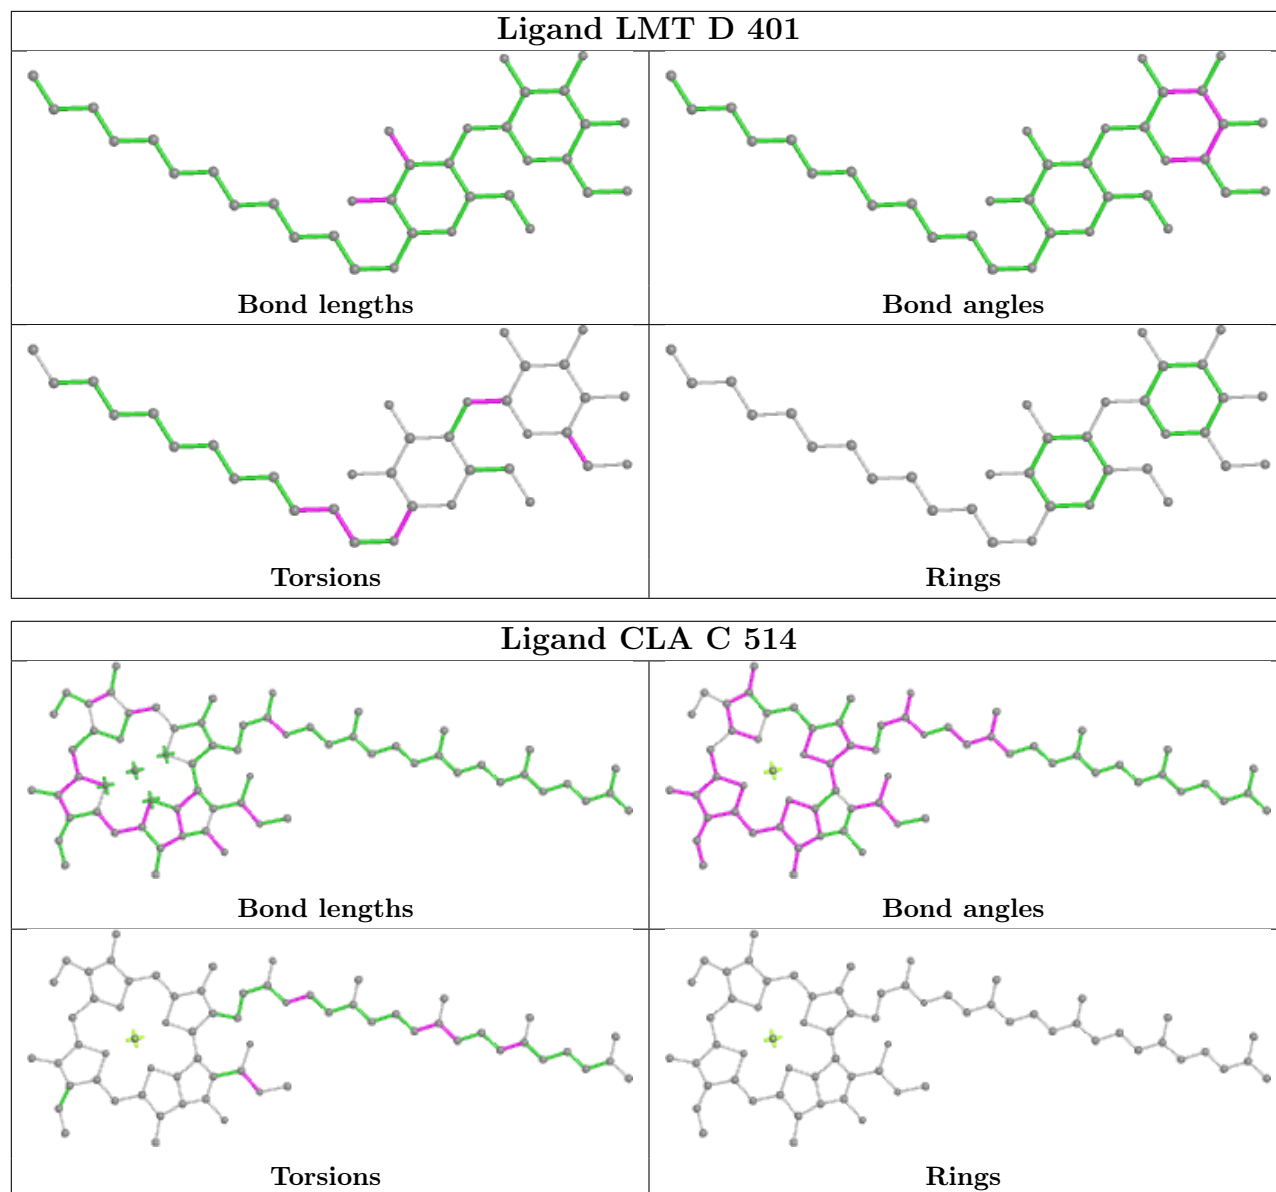 Ligand LMT D 401
Bond lengths
Bond angles
Torsions
Rings
Ligand CLA C 514
Bond lengths
Bond angles
Torsions
Rings